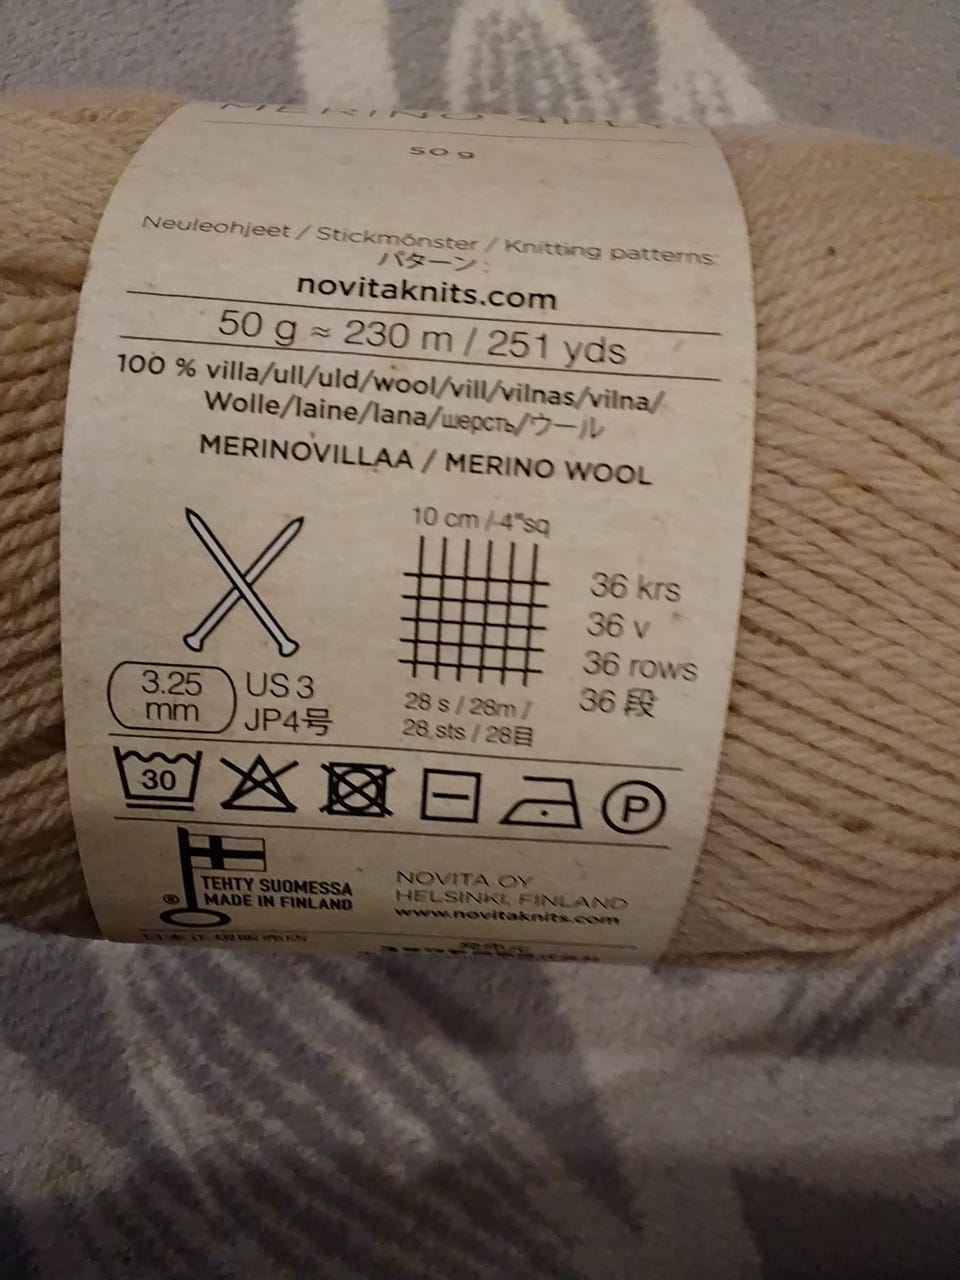 MERINO 4PLY
50 g
Neuleohjeet / Stickmönster / Knitting patterns:
パターン:
novitaknits.com
50 g ≈ 230 m / 251 yds
100 % villa/ull/uld/wool/vill/vilnas/vilna/
Wolle/laine/lana/шерсть/ウール
MERINOVILLAA / MERINO WOOL
10 cm / 4"sq
36 krs
36 v
36 rows
36 段
28 s / 28m /
28 sts / 28目
3.25
mm
US 3
JP4号
30
P
TEHTY SUOMESSA
® MADE IN FINLAND
NOVITA OY
HELSINKI, FINLAND
www.novitaknits.com